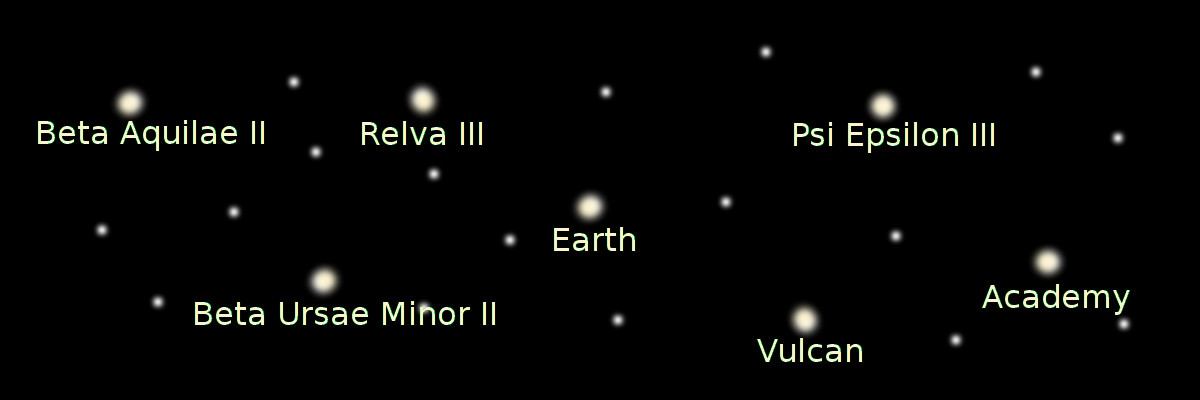 Beta Aquilae II
Relva III
Psi Epsilon III
Earth
Academy
Beta Ursae Minor II
Vulcan